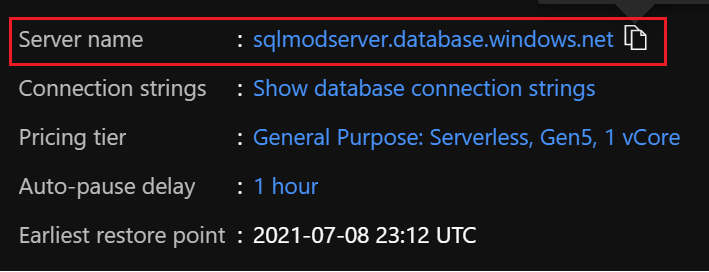 Server name : sqlmodserver.database.windows.net
Connection strings : Show database connection strings
Pricing tier : General Purpose: Serverless, Gen5, 1 vCore
Auto-pause delay : 1 hour
Earliest restore point : 2021-07-08 23:12 UTC